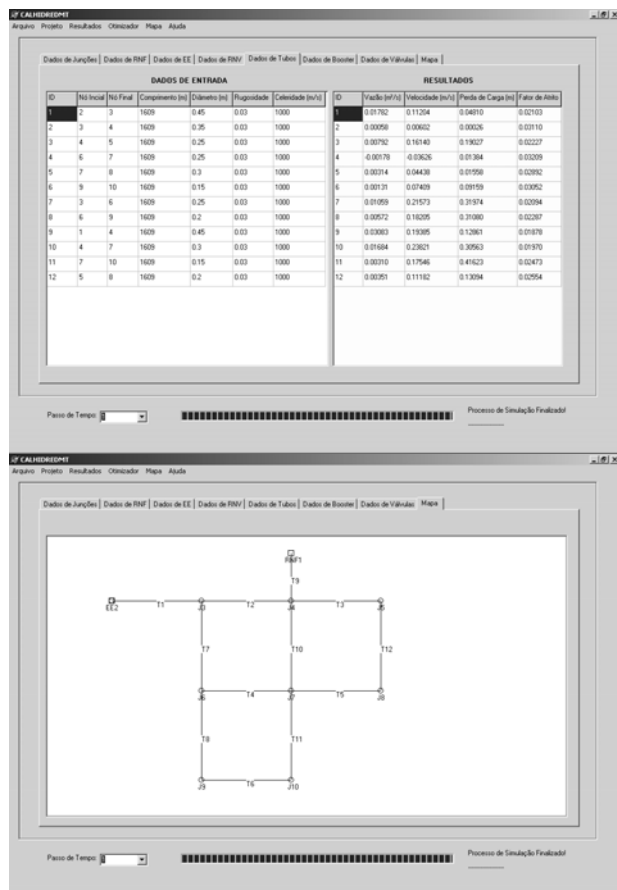 CALHIDREDMT
Arquivo Projeto Resultados Otimizador Mapa Ajuda
Dados de Junções Dados de RNF Dados de EE Dados de RNV Dados de Tubos Dados de Booster Dados de Válvulas Mapa
DADOS DE ENTRADA RESULTADOS
ID Nó Inicial Nó Final Comprimento (m) Diâmetro (m) Rugosidade Celeridade (m/s) ID Vazão (m³/s) Velocidade (m/s) Perda de Carga (m) Fator de Atrito
1 2 3 1609 0.45 0.03 1000 1 0.01782 0.11204 0.04810 0.02103
2 3 4 1609 0.35 0.03 1000 2 0.00058 0.00602 0.00026 0.03110
3 4 5 1609 0.25 0.03 1000 3 0.00792 0.16140 0.19027 0.02227
4 6 7 1609 0.25 0.03 1000 4 -0.00178 -0.03626 0.01384 0.03209
5 7 8 1609 0.3 0.03 1000 5 0.00314 0.04438 0.01558 0.02892
6 9 10 1609 0.15 0.03 1000 6 0.00131 0.07409 0.09159 0.03052
7 3 6 1609 0.25 0.03 1000 7 0.01059 0.21573 0.31974 0.02094
8 6 9 1609 0.2 0.03 1000 8 0.00572 0.18205 0.31080 0.02287
9 1 4 1609 0.45 0.03 1000 9 0.03083 0.19385 0.12861 0.01878
10 4 7 1609 0.3 0.03 1000 10 0.01684 0.23821 0.30563 0.01970
11 7 10 1609 0.15 0.03 1000 11 0.00310 0.17546 0.41623 0.02473
12 5 8 1609 0.2 0.03 1000 12 0.00351 0.11182 0.13094 0.02554
Passo de Tempo: Processo de Simulação Finalizado!
CALHIDREDMT
Arquivo Projeto Resultados Otimizador Mapa Ajuda
Dados de Junções Dados de RNF Dados de EE Dados de RNV Dados de Tubos Dados de Booster Dados de Válvulas Mapa
RNF1
T9
EE2 T1 J3 T2 J4 T3 J5
T7 T10 T12
J6 T4 J7 T5 J8
T8 T11
J9 T6 J10
Passo de Tempo: Processo de Simulação Finalizado!